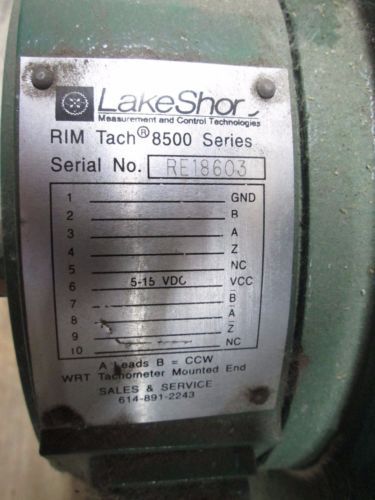 LakeShor
Measurement and Control Technologies
RIM Tach® 8500 Series
Serial No. RE18603
1 GND
2 B
3 A
4 Z
5 NC
6 5-15 VDC VCC
7 B̅
8 A̅
9 Z̅
10 NC
A Leads B = CCW
WRT Tachometer Mounted End
SALES & SERVICE
614-891-2243